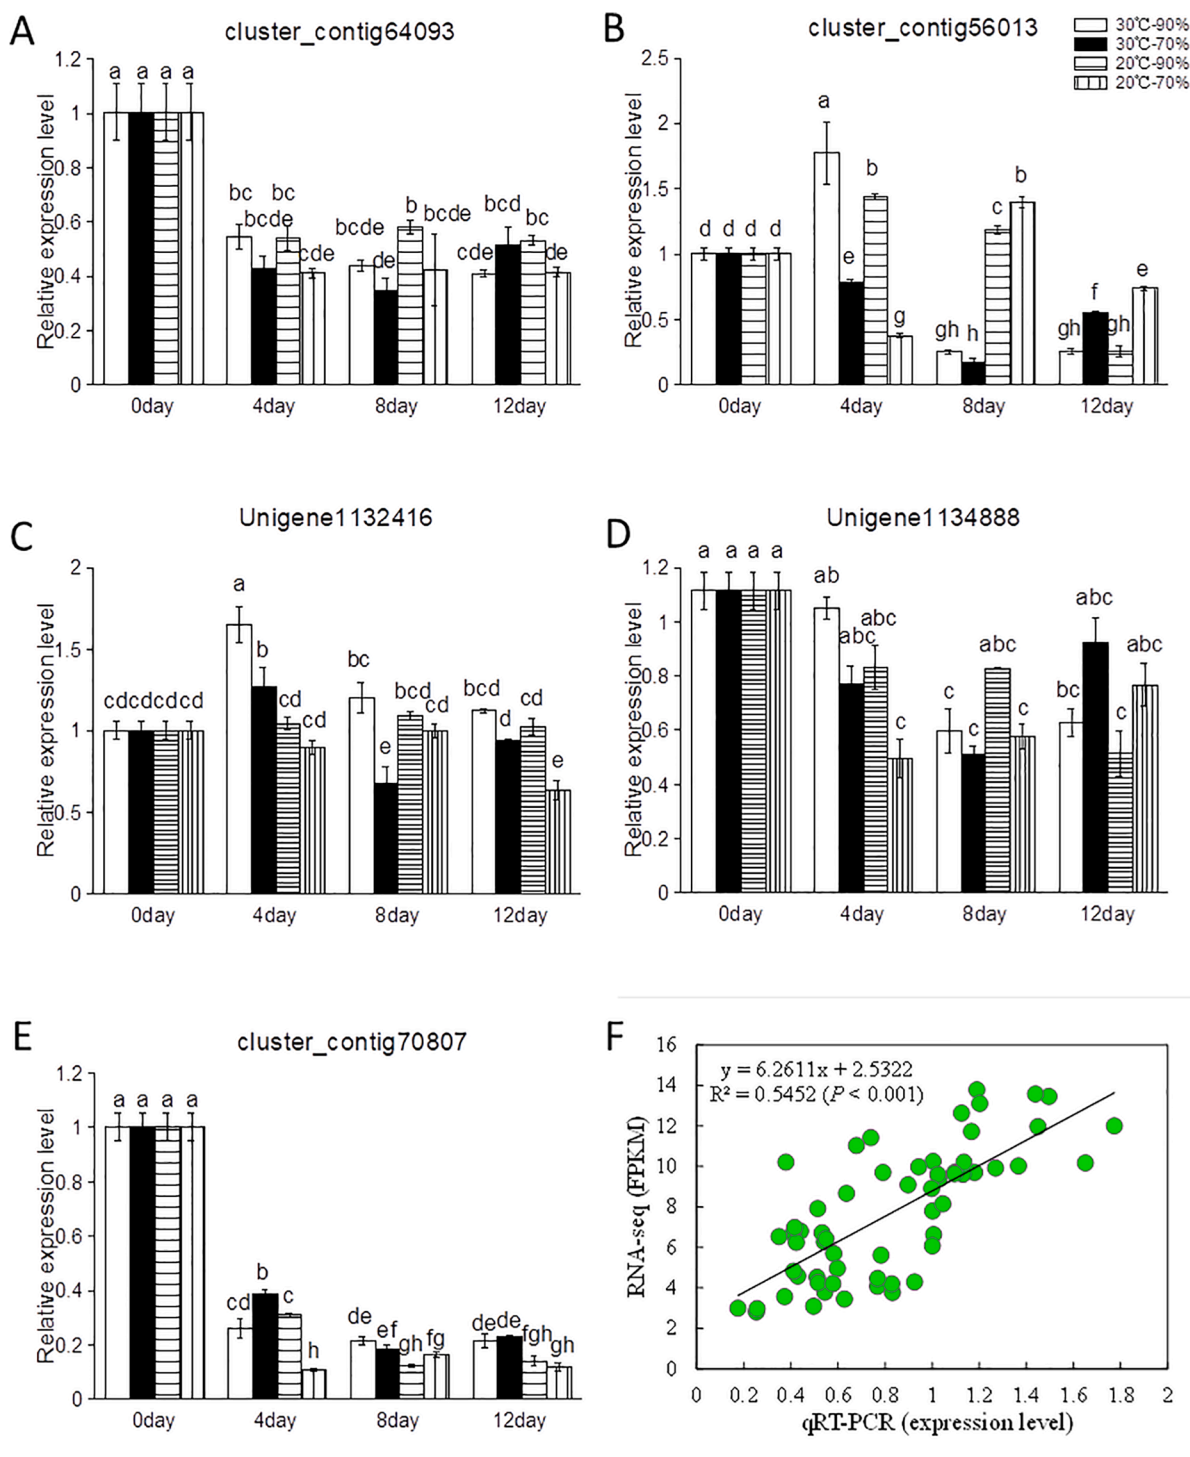 A
cluster_contig64093
Relative expression level
1.2
1
0.8
0.6
0.4
0.2
0
a a a a
bc bcde bc cde
bcde de b bcde
cde bcd bc de
0day 4day 8day 12day
B
cluster_contig56013
30℃-90%
30℃-70%
20℃-90%
20℃-70%
Relative expression level
2.5
2
1.5
1
0.5
0
d d d d
a e b g
gh h c b
gh f gh e
0day 4day 8day 12day
C
Unigene1132416
Relative expression level
2
1.5
1
0.5
0
cd cd cd cd
a b cd cd
bc e bcd cd
bcd d cd e
0day 4day 8day 12day
D
Unigene1134888
Relative expression level
1.2
1
0.8
0.6
0.4
0.2
0
a a a a
ab abc abc c
c c abc c
bc abc c abc
0day 4day 8day 12day
E
cluster_contig70807
Relative expression level
1.2
1
0.8
0.6
0.4
0.2
0
a a a a
cd b c h
de ef gh fg
de de fgh gh
0day 4day 8day 12day
F
y = 6.2611x + 2.5322
R² = 0.5452 (P < 0.001)
RNA-seq (FPKM)
16
14
12
10
8
6
4
2
0
0 0.2 0.4 0.6 0.8 1 1.2 1.4 1.6 1.8 2
qRT-PCR (expression level)